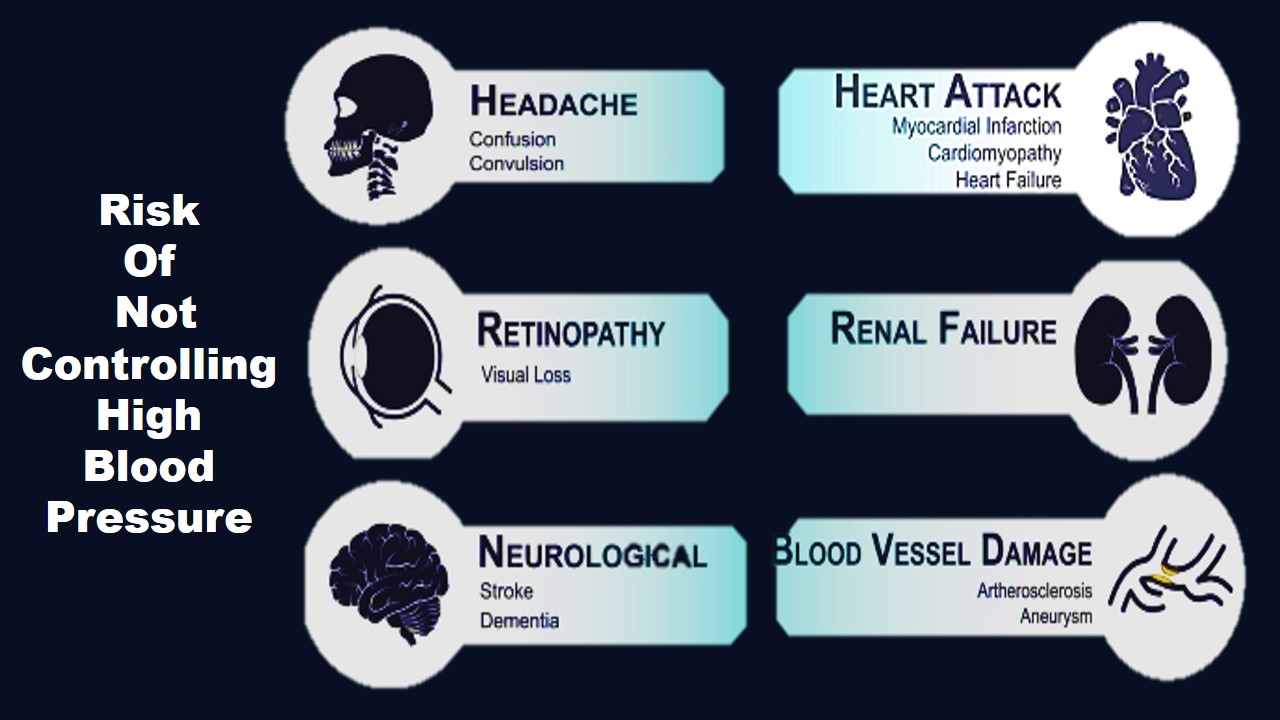 Risk
Of
Not
Controlling
High
Blood
Pressure
HEADACHE
Confusion
Convulsion
HEART ATTACK
Myocardial Infarction
Cardiomyopathy
Heart Failure
RETINOPATHY
Visual Loss
RENAL FAILURE
NEUROLOGICAL
Stroke
Dementia
BLOOD VESSEL DAMAGE
Artherosclerosis
Aneurysm